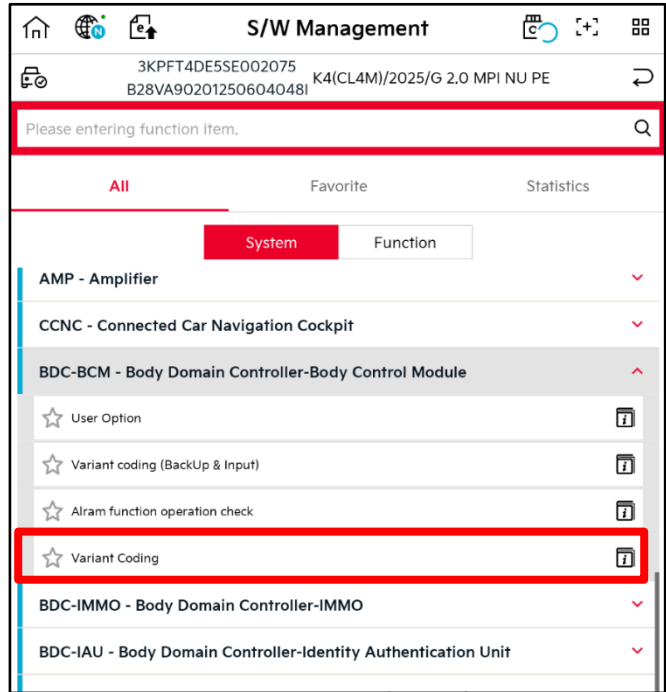 S/W Management
3KPFT4DE5SE002075
B28VA90201250604048I
K4(CL4M)/2025/G 2.0 MPI NU PE
Please entering function item.
All
Favorite
Statistics
System
Function
AMP - Amplifier
CCNC - Connected Car Navigation Cockpit
BDC-BCM - Body Domain Controller-Body Control Module
User Option
Variant coding (BackUp & Input)
Alram function operation check
Variant Coding
BDC-IMMO - Body Domain Controller-IMMO
BDC-IAU - Body Domain Controller-Identity Authentication Unit